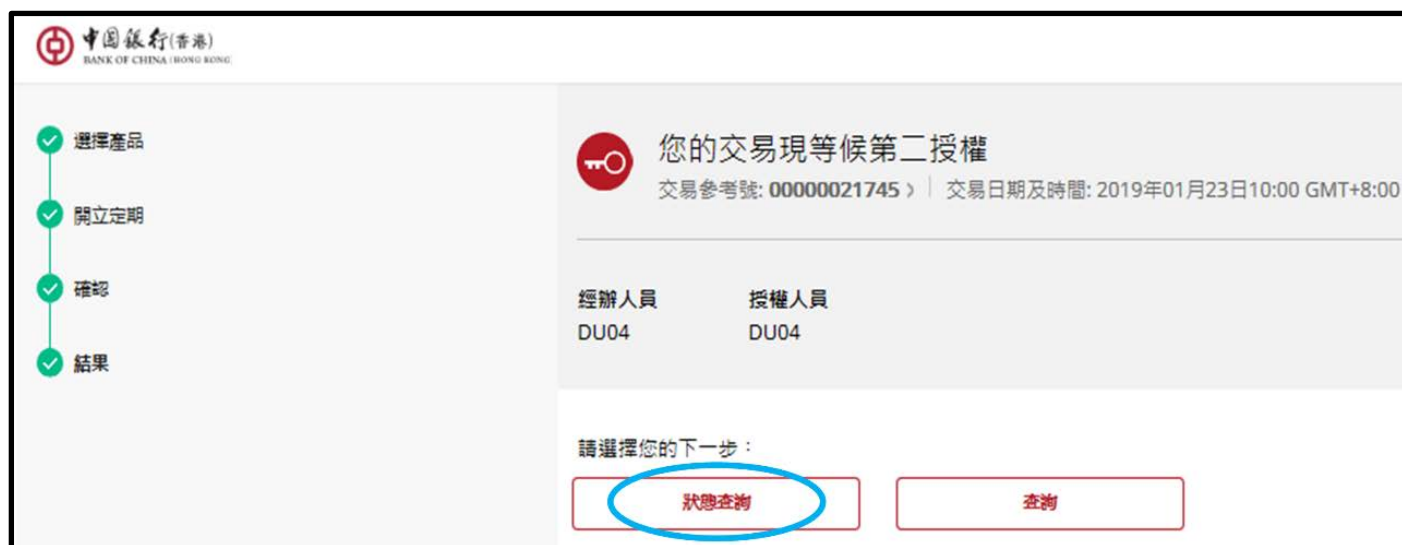 中国銀行(香港)
BANK OF CHINA (HONG KONG)
選擇產品
開立定期
確認
結果
您的交易現等候第二授權
交易參考號: 00000021745 › | 交易日期及時間: 2019年01月23日10:00 GMT+8:00
經辦人員 授權人員
DU04 DU04
請選擇您的下一步：
狀態查詢 查詢